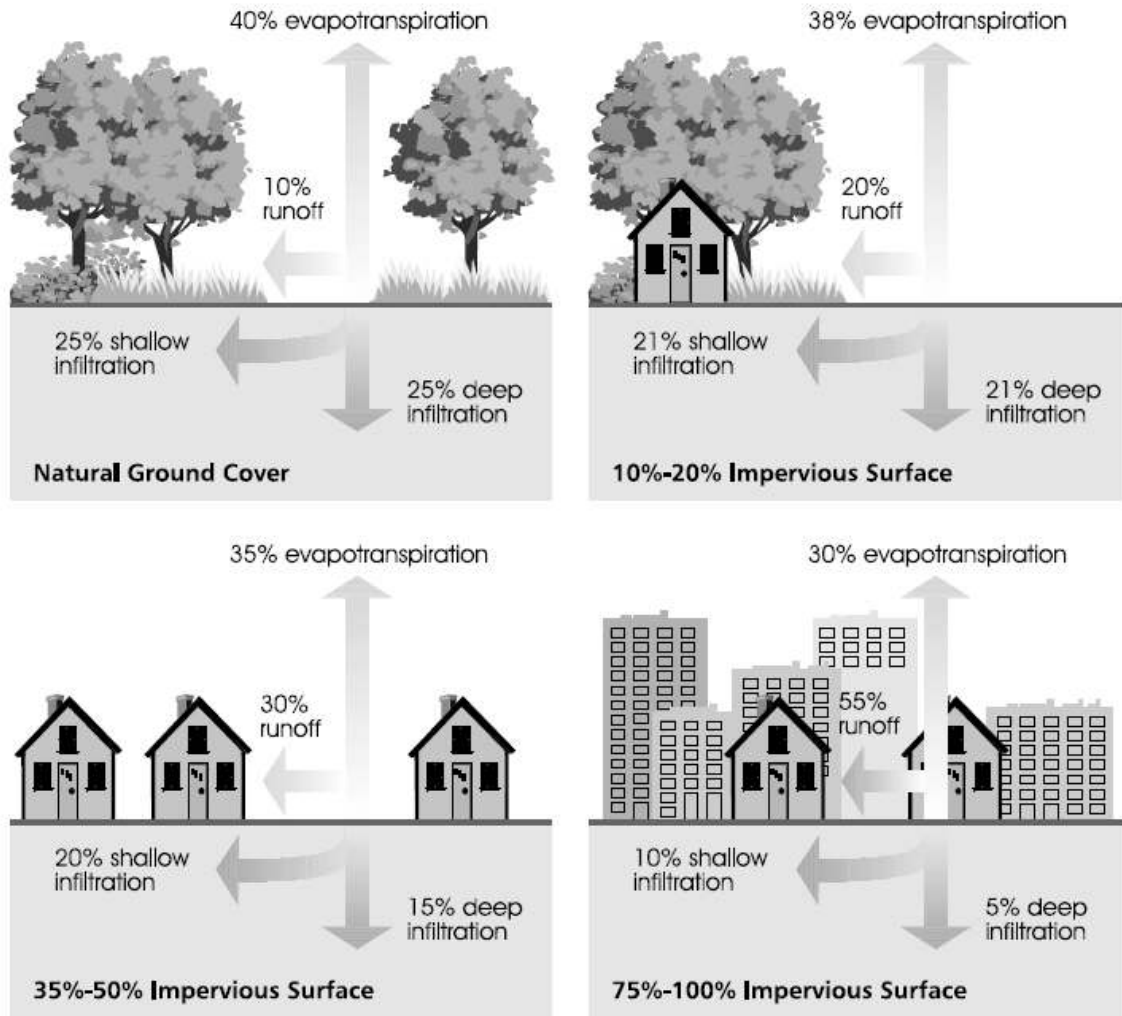 40% evapotranspiration
10%
runoff
25% shallow
infiltration
25% deep
infiltration
Natural Ground Cover
38% evapotranspiration
20%
runoff
21% shallow
infiltration
21% deep
infiltration
10%-20% Impervious Surface
35% evapotranspiration
30%
runoff
20% shallow
infiltration
15% deep
infiltration
35%-50% Impervious Surface
30% evapotranspiration
55%
runoff
10% shallow
infiltration
5% deep
infiltration
75%-100% Impervious Surface